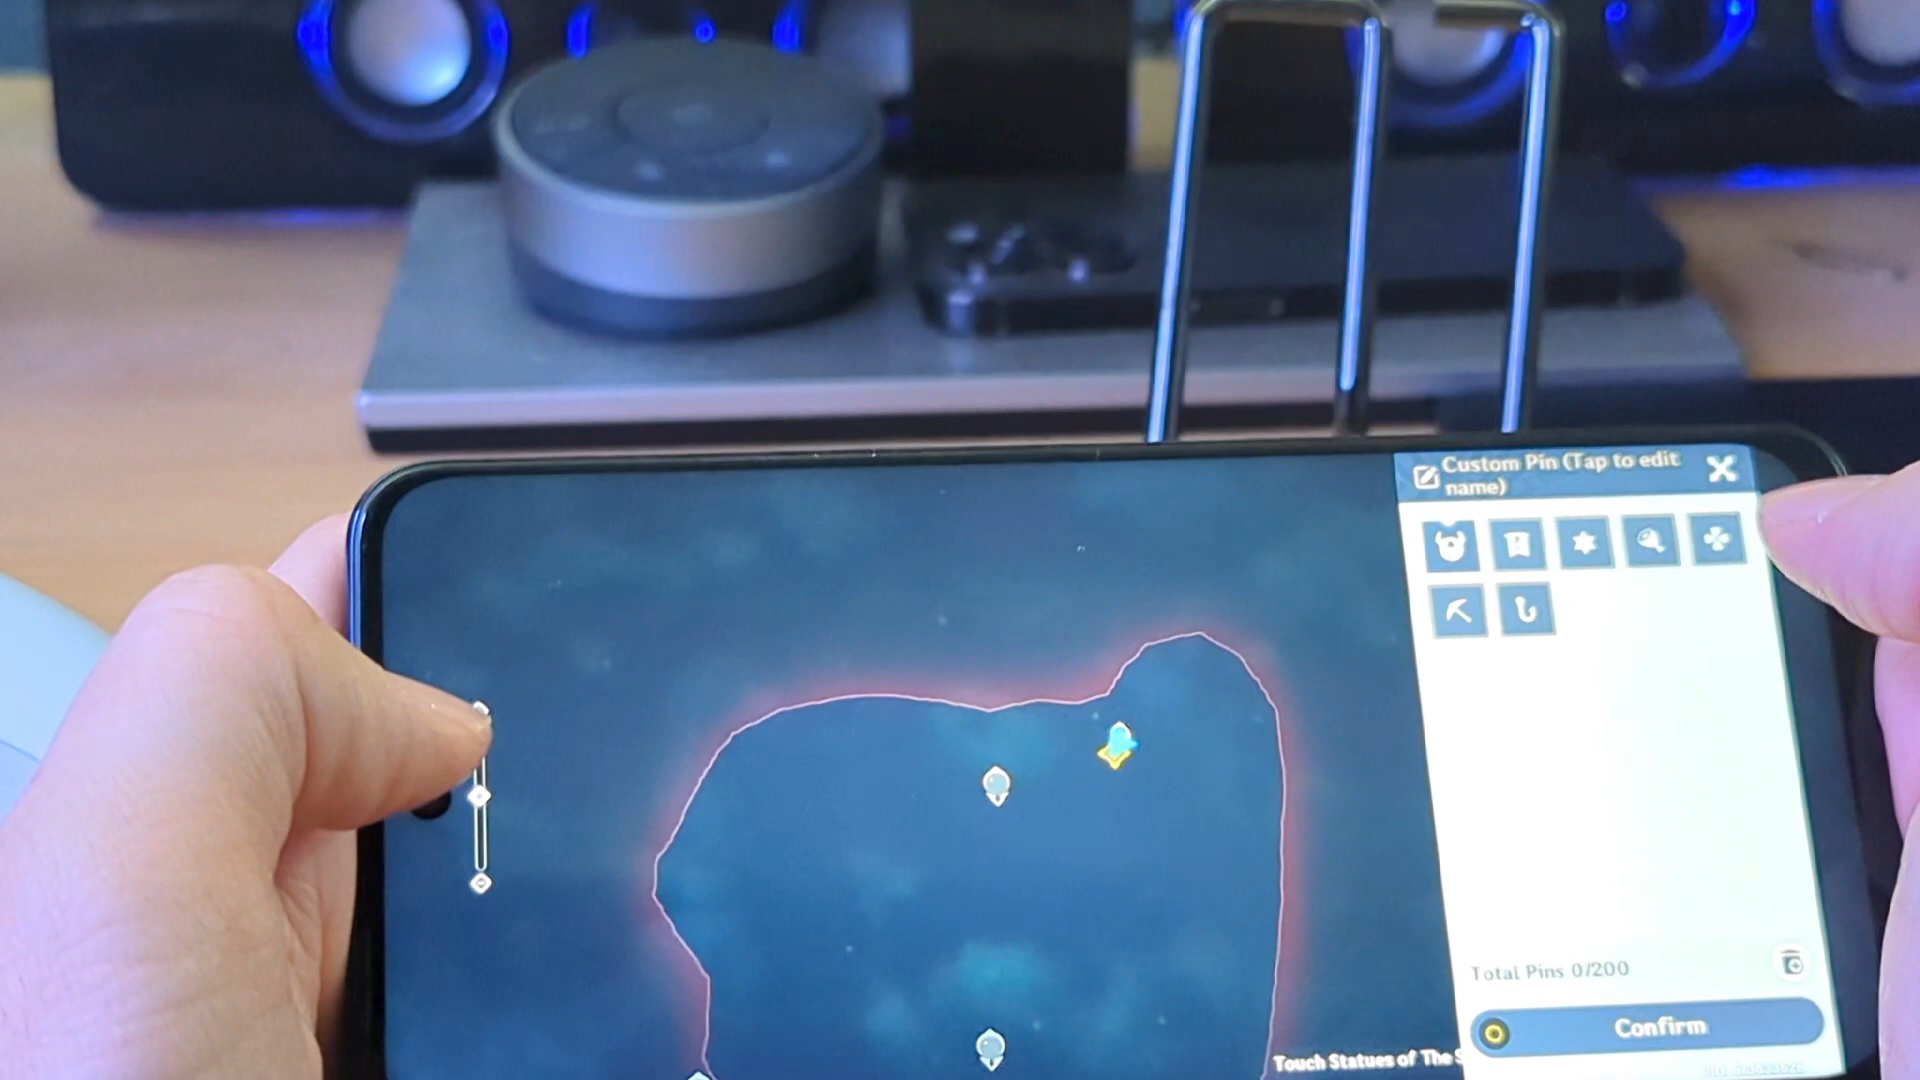 Custom Pin (Tap to edit
name)
Total Pins 0/200
Confirm
Touch Statues of The S